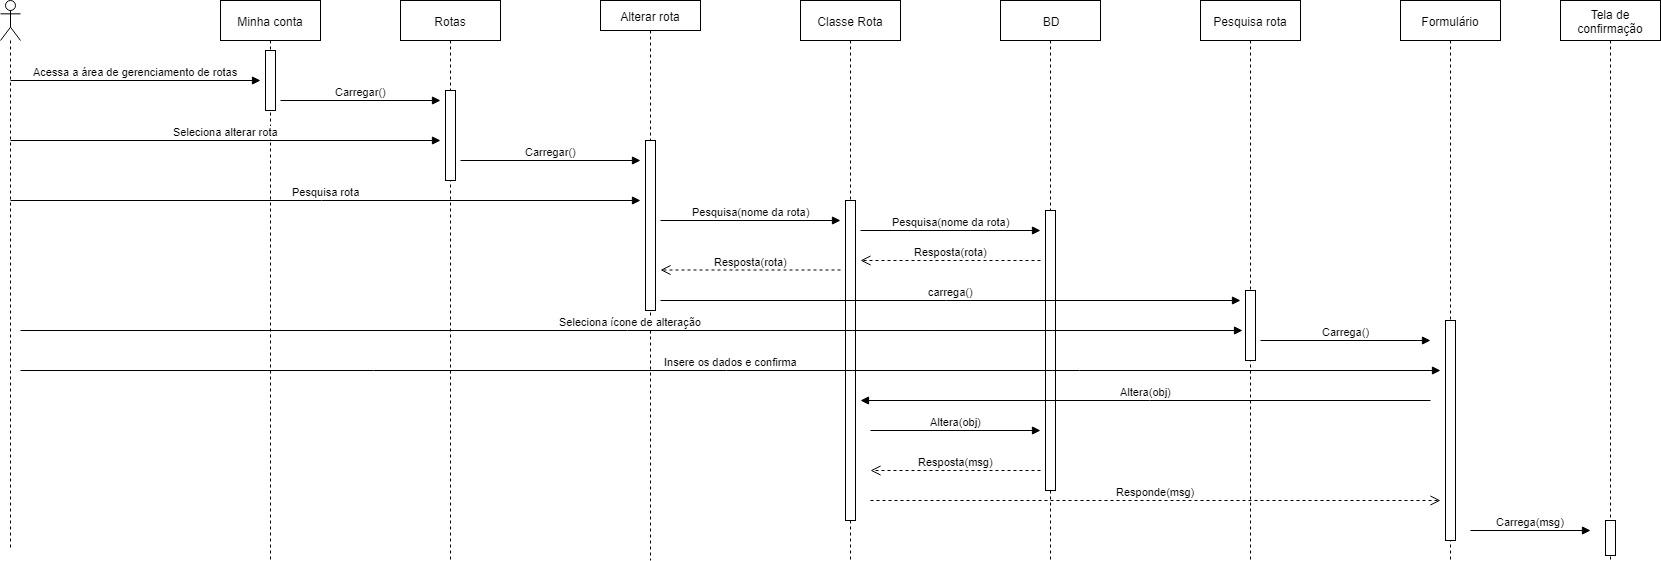 Minha conta
Rotas
Alterar rota
Classe Rota
BD
Pesquisa rota
Formulário
Tela de
confirmação
Acessa a área de gerenciamento de rotas
Carregar()
Seleciona alterar rota
Carregar()
Pesquisa rota
Pesquisa(nome da rota)
Pesquisa(nome da rota)
Resposta(rota)
Resposta(rota)
carrega()
Seleciona ícone de alteração
Carrega()
Insere os dados e confirma
Altera(obj)
Altera(obj)
Resposta(msg)
Responde(msg)
Carrega(msg)